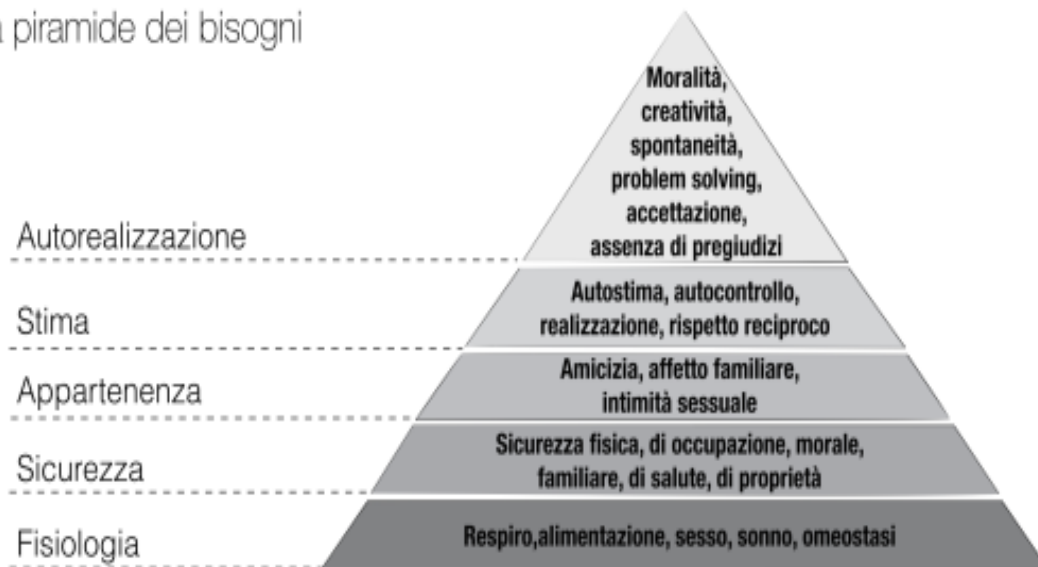 piramide dei bisogni
Moralità,
creatività,
spontaneità,
problem solving,
accettazione,
assenza di pregiudizi
Autorealizzazione
Autostima, autocontrollo,
realizzazione, rispetto reciproco
Stima
Amicizia, affetto familiare,
intimità sessuale
Appartenenza
Sicurezza fisica, di occupazione, morale,
familiare, di salute, di proprietà
Sicurezza
Respiro,alimentazione, sesso, sonno, omeostasi
Fisiologia